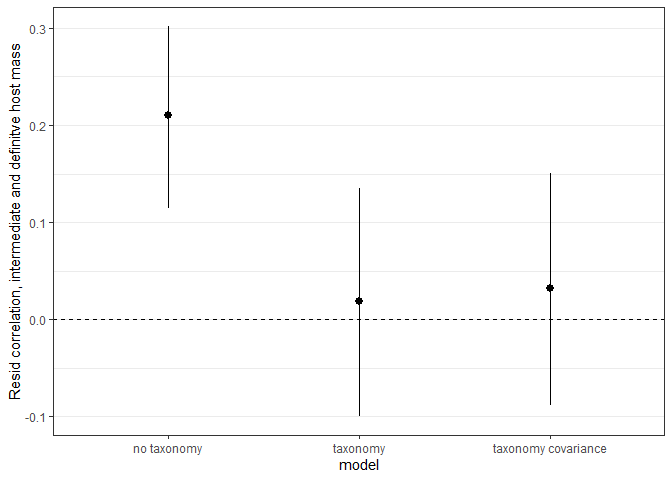 Resid correlation, intermediate and definitve host mass
0.3
0.2
0.1
0.0
-0.1
no taxonomy
taxonomy
taxonomy covariance
model